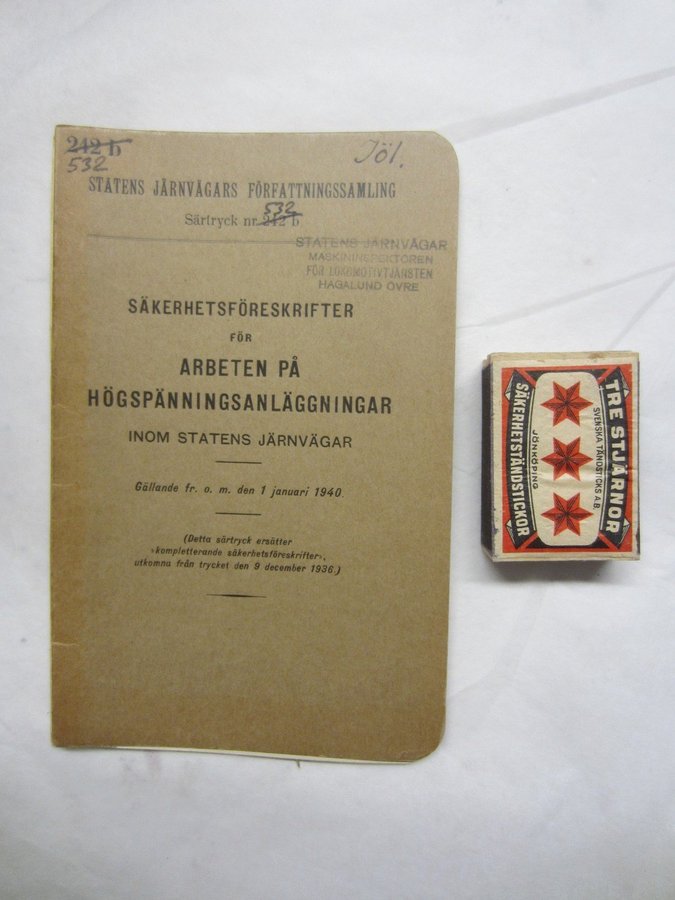 242 b
532
Jöl.
STATENS JÄRNVÄGARS FÖRFATTNINGSSAMLING
532
Särtryck nr 242 b
STATENS JÄRNVÄGAR
MASKININSPEKTOREN
FÖR LOKOMOTIVTJÄNSTEN
HAGALUND ÖVRE
SÄKERHETSFÖRESKRIFTER
FÖR
ARBETEN PÅ
HÖGSPÄNNINGSANLÄGGNINGAR
INOM STATENS JÄRNVÄGAR
Gällande fr. o. m. den 1 januari 1940.
(Detta särtryck ersätter
»kompletterande säkerhetsföreskrifter»,
utkomna från trycket den 9 december 1936.)
TRE STJÄRNOR
SVENSKA TÄNDSTICKS A.B.
JÖNKÖPING
SÄKERHETSTÄNDSTICKOR